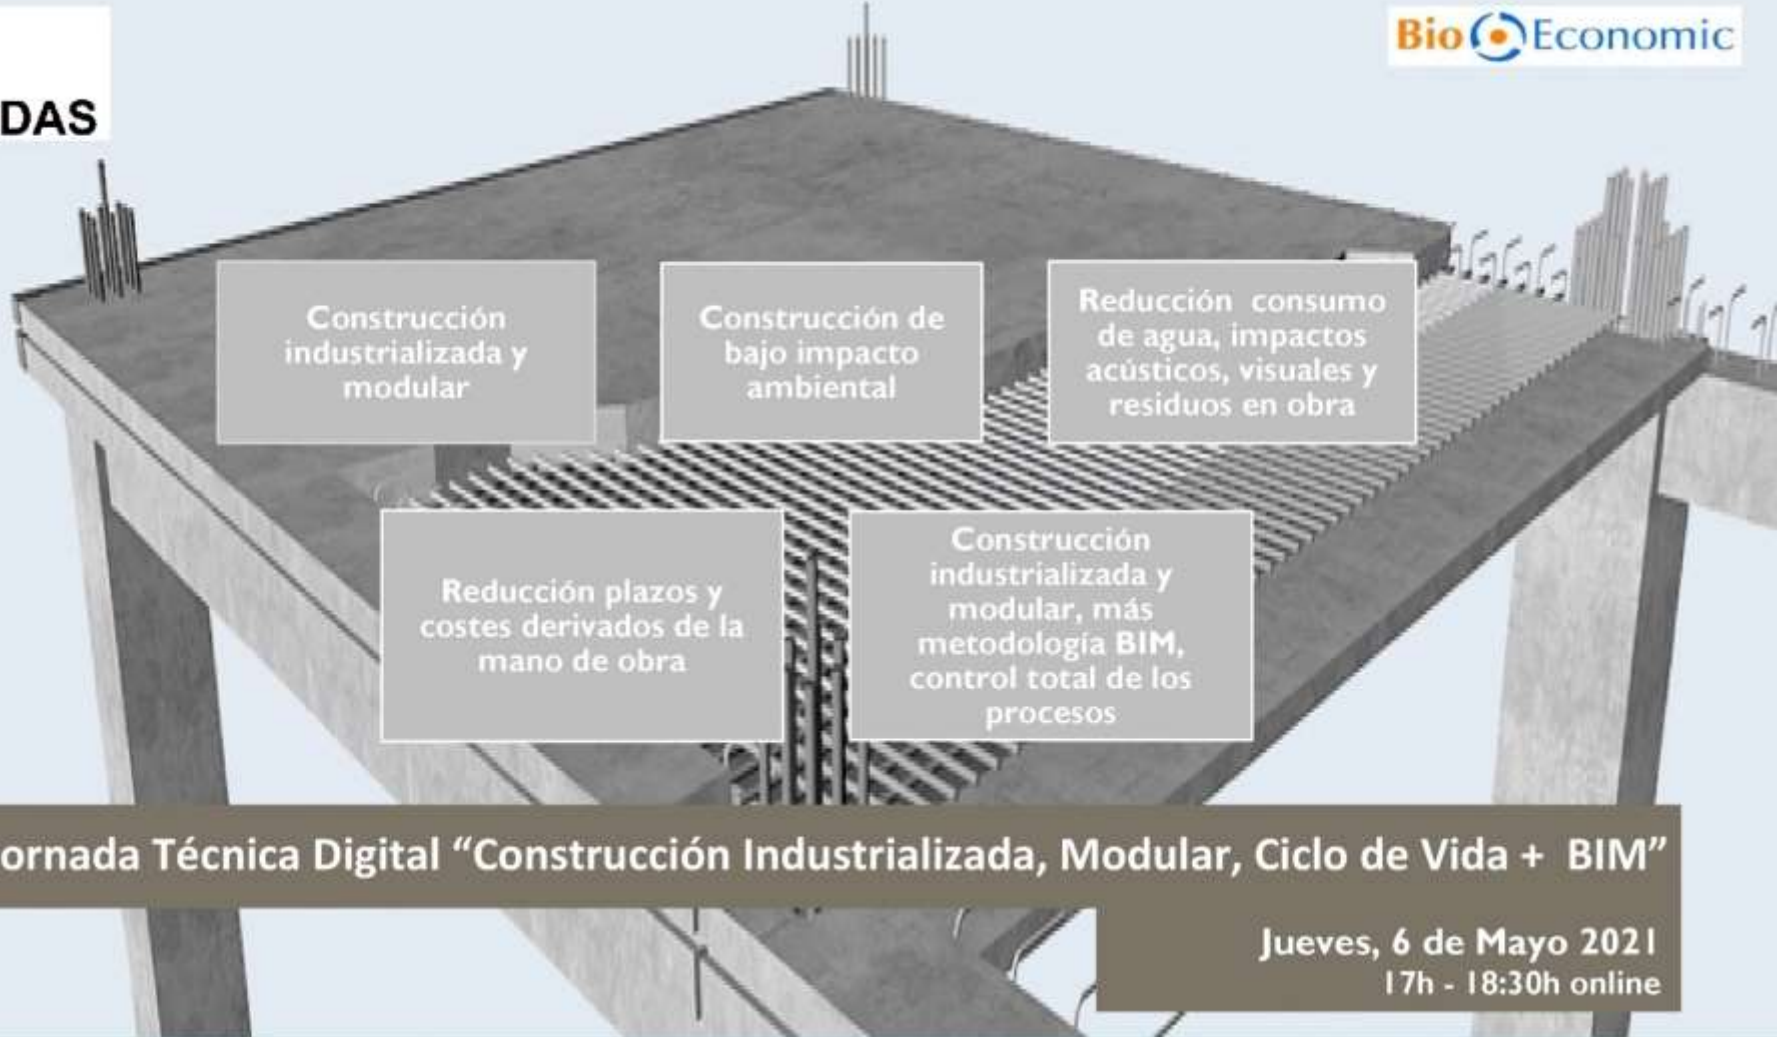 DAS
Bio Economic
Construcción
industrializada y
modular
Construcción de
bajo impacto
ambiental
Reducción consumo
de agua, impactos
acústicos, visuales y
residuos en obra
Reducción plazos y
costes derivados de la
mano de obra
Construcción
industrializada y
modular, más
metodología BIM,
control total de los
procesos
ornada Técnica Digital “Construcción Industrializada, Modular, Ciclo de Vida + BIM”
Jueves, 6 de Mayo 2021
17h - 18:30h online